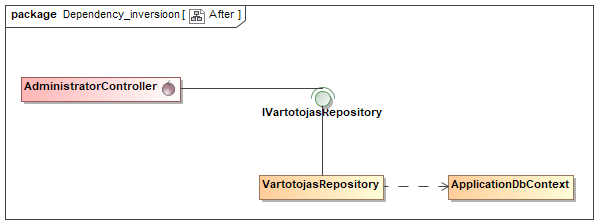 package Dependency_inversioon [ After ]
AdministratorController
IVartotojasRepository
VartotojasRepository
ApplicationDbContext